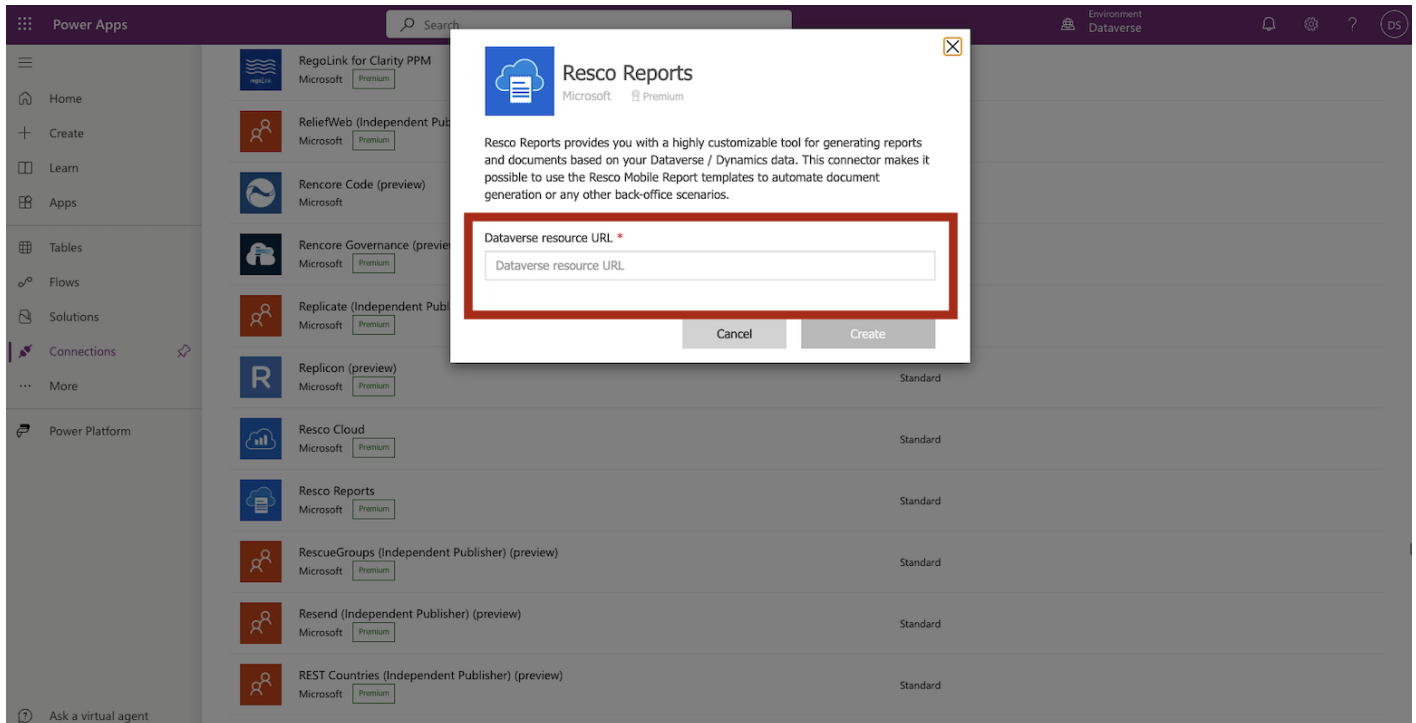 Power Apps
Search
Environment
Dataverse
DS
Home
Create
Learn
Apps
Tables
Flows
Solutions
Connections
More
Power Platform
Ask a virtual agent
RegoLink for Clarity PPM
Microsoft Premium
ReliefWeb (Independent Pub
Microsoft Premium
Rencore Code (preview)
Microsoft
Rencore Governance (previe
Microsoft Premium
Replicate (Independent Publ
Microsoft Premium
Replicon (preview)
Microsoft Premium
Standard
Resco Cloud
Microsoft Premium
Standard
Resco Reports
Microsoft Premium
Standard
RescueGroups (Independent Publisher) (preview)
Microsoft Premium
Standard
Resend (Independent Publisher) (preview)
Microsoft Premium
Standard
REST Countries (Independent Publisher) (preview)
Microsoft Premium
Standard
Resco Reports
Microsoft Premium
Resco Reports provides you with a highly customizable tool for generating reports
and documents based on your Dataverse / Dynamics data. This connector makes it
possible to use the Resco Mobile Report templates to automate document
generation or any other back-office scenarios.
Dataverse resource URL *
Dataverse resource URL
Cancel
Create